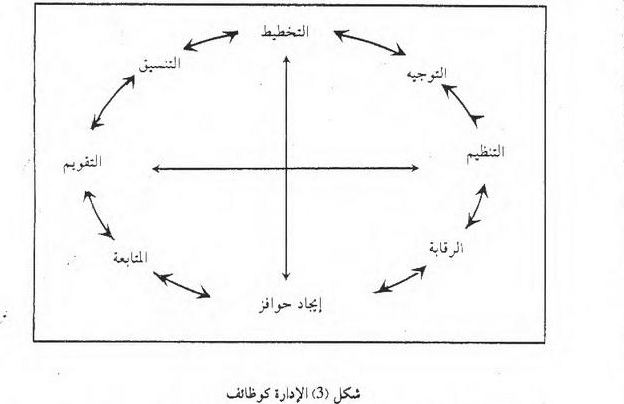 التخطيط
التنسيق
التوجيه
التقويم
التنظيم
المتابعة
الرقابة
إيجاد حوافز
شكل (3) الإدارة كوظائف